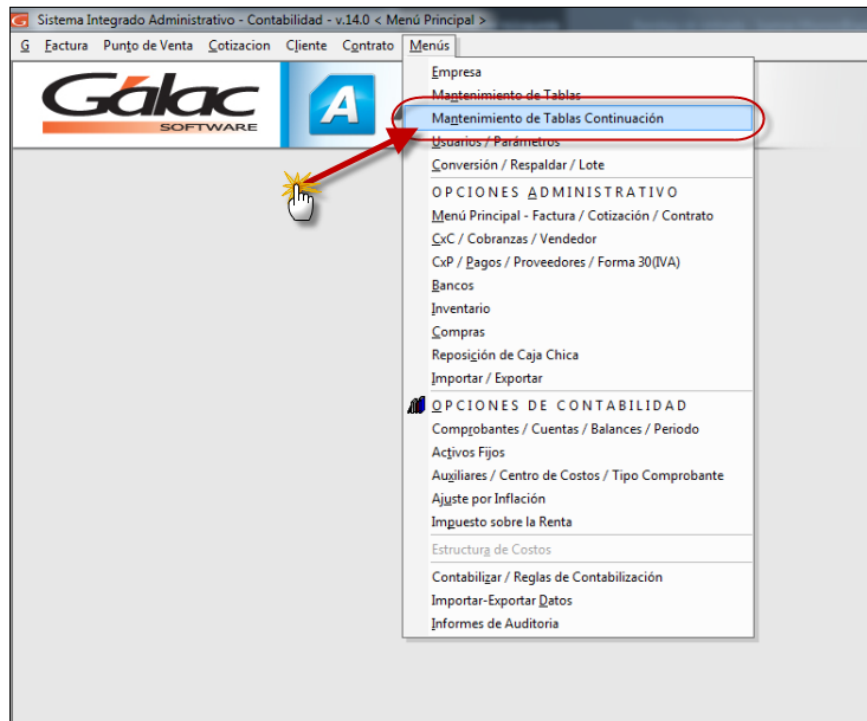 Sistema Integrado Administrativo - Contabilidad - v.14.0 < Menú Principal >
G Factura Punto de Venta Cotizacion Cliente Contrato Menús
Gálac
SOFTWARE
A
Empresa
Mantenimiento de Tablas
Mantenimiento de Tablas Continuación
Usuarios / Parámetros
Conversión / Respaldar / Lote
OPCIONES ADMINISTRATIVO
Menú Principal - Factura / Cotización / Contrato
CxC / Cobranzas / Vendedor
CxP / Pagos / Proveedores / Forma 30(IVA)
Bancos
Inventario
Compras
Reposición de Caja Chica
Importar / Exportar
OPCIONES DE CONTABILIDAD
Comprobantes / Cuentas / Balances / Periodo
Activos Fijos
Auxiliares / Centro de Costos / Tipo Comprobante
Ajuste por Inflación
Impuesto sobre la Renta
Estructura de Costos
Contabilizar / Reglas de Contabilización
Importar-Exportar Datos
Informes de Auditoria